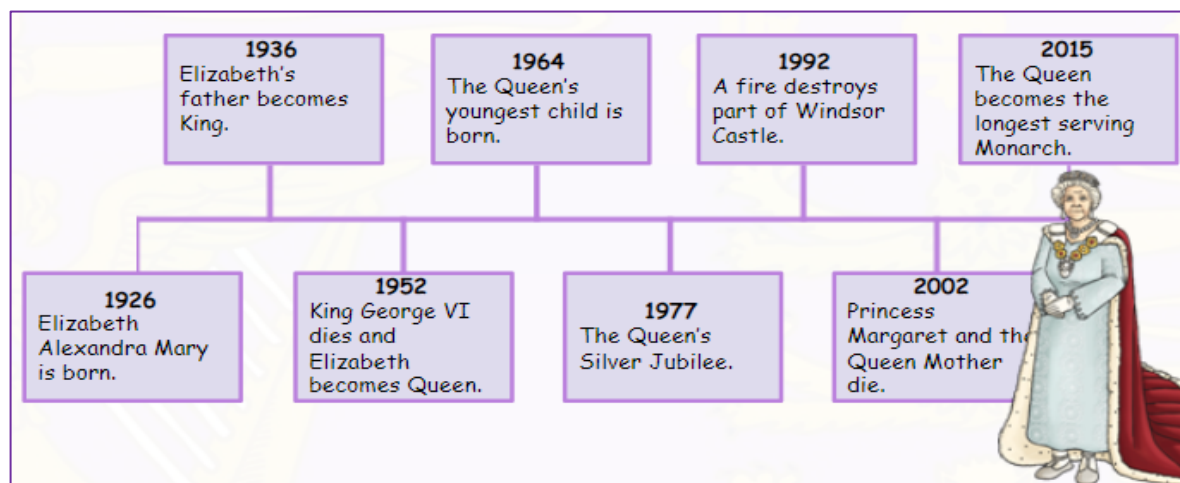 1936
Elizabeth's
father becomes
King.
1964
The Queen's
youngest child is
born.
1992
A fire destroys
part of Windsor
Castle.
2015
The Queen
becomes the
longest serving
Monarch.
1926
Elizabeth
Alexandra Mary
is born.
1952
King George VI
dies and
Elizabeth
becomes Queen.
1977
The Queen's
Silver Jubilee.
2002
Princess
Margaret and the
Queen Mother
die.